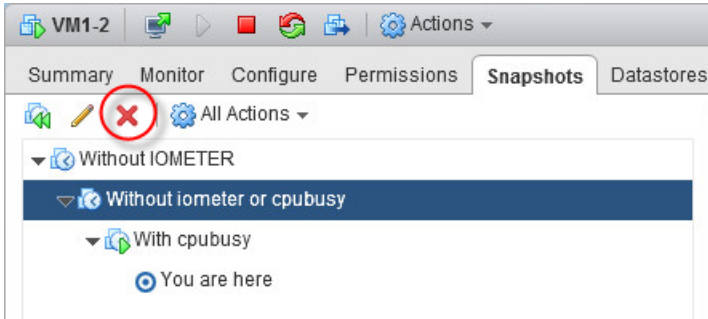 VM1-2 Actions
Summary Monitor Configure Permissions Snapshots Datastores
All Actions
Without IOMETER
Without iometer or cpubusy
With cpubusy
You are here